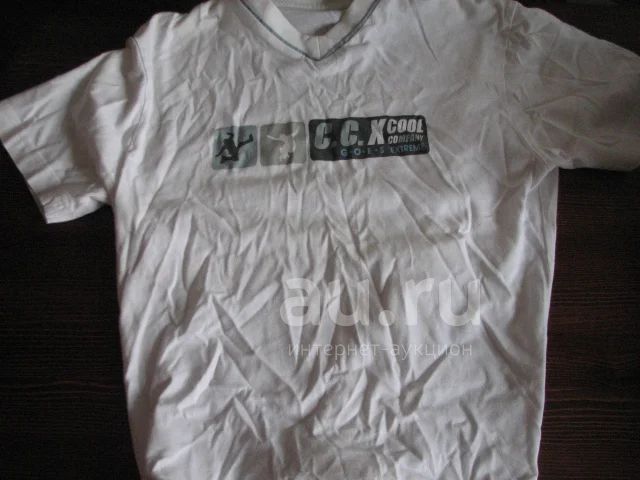 C.G.X COOL
COMPANY
G-O-E-S EXTREME
au.ru
интернет-аукцион